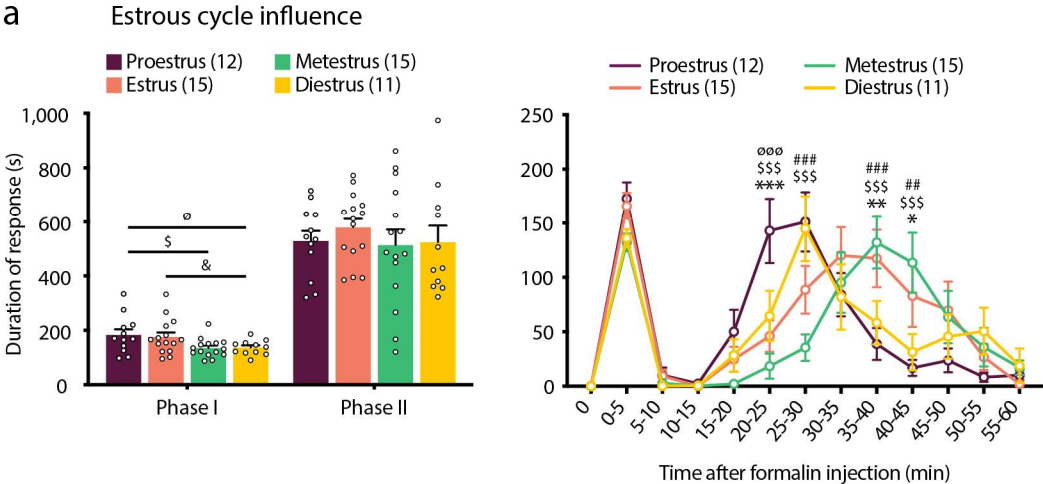 a
Estrous cycle influence
Proestrus (12)
Metestrus (15)
Estrus (15)
Diestrus (11)
Duration of response (s)
1,000
800
600
400
200
0
ø
$
&
Phase I
Phase II
Proestrus (12)
Metestrus (15)
Estrus (15)
Diestrus (11)
250
200
150
100
50
0
øøø
$$$
***
###
$$$
###
$$$
**
##
$$$
*
0
0-5
5-10
10-15
15-20
20-25
25-30
30-35
35-40
40-45
45-50
50-55
55-60
Time after formalin injection (min)